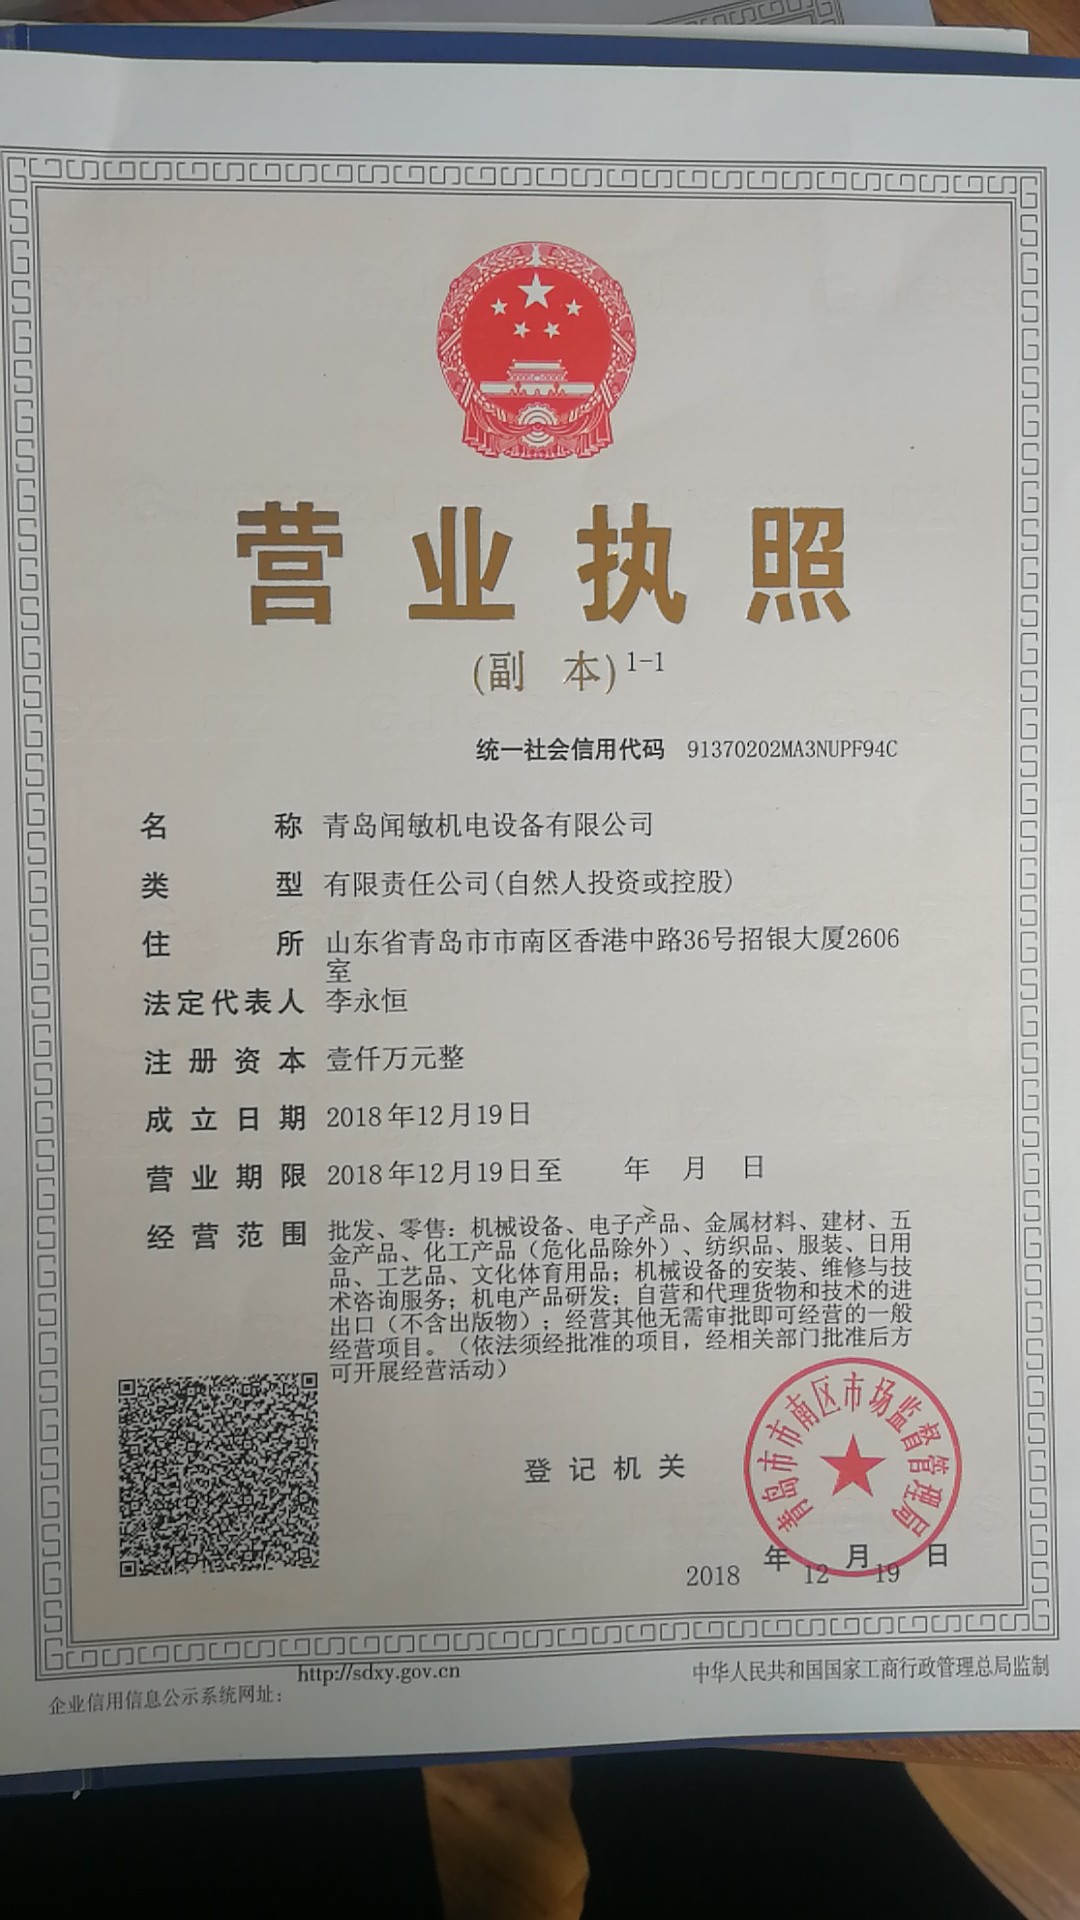 营业执照
(副 本) 1-1
统一社会信用代码 91370202MA3NUPF94C
名称 青岛闻敏机电设备有限公司
类型 有限责任公司(自然人投资或控股)
住所 山东省青岛市市南区香港中路36号招银大厦2606
室
法定代表人 李永恒
注册资本 壹仟万元整
成立日期 2018年12月19日
营业期限 2018年12月19日至 年 月 日
经营范围 批发、零售：机械设备、电子产品、金属材料、建材、五
金产品、化工产品（危化品除外）、纺织品、服装、日用
品、工艺品、文化体育用品；机械设备的安装、维修与技
术咨询服务；机电产品研发；自营和代理货物和技术的进
出口（不含出版物）；经营其他无需审批即可经营的一般
经营项目。（依法须经批准的项目，经相关部门批准后方
可开展经营活动）
登记机关
青岛市市南区市场监督管理局
2018年12月19日
http://sdxy.gov.cn
企业信用信息公示系统网址：
中华人民共和国国家工商行政管理总局监制